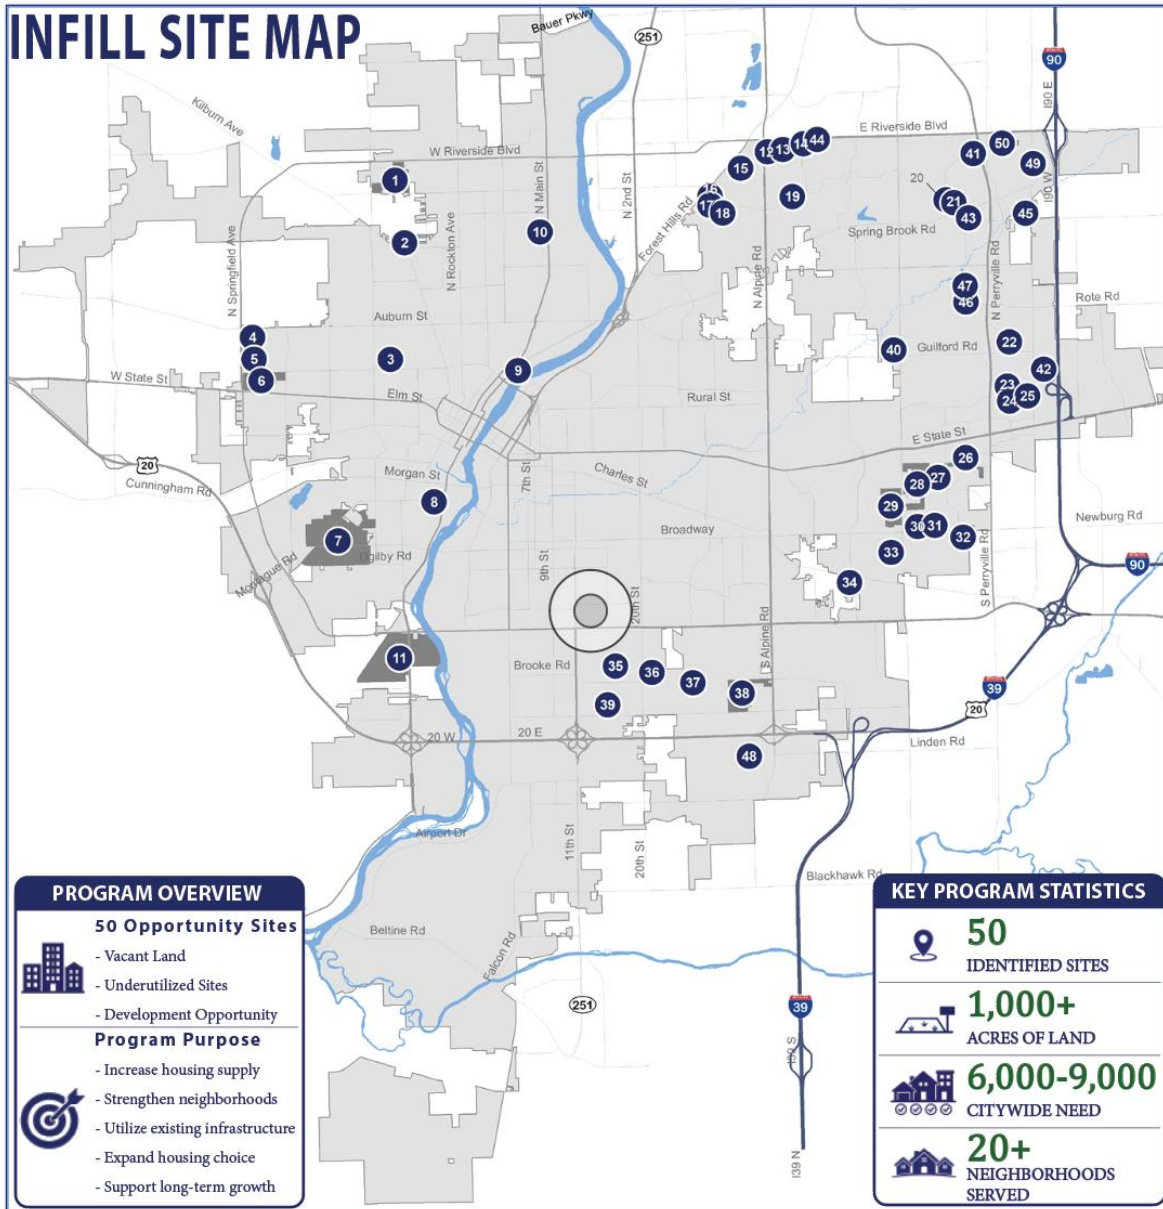 INFILL SITE MAP
Bauer Pkwy
251
90
I90 E
Kilburn Ave
E Riverside Blvd
W Riverside Blvd
12
13
14
44
50
41
49
15
1
I90 W
20
16
17
18
19
21
43
45
N Main St
N 2nd St
Forest Hills Rd
10
2
N Springfield Ave
N Rockton Ave
Spring Brook Rd
N Alpine Rd
N Perryville Rd
47
46
Rote Rd
Auburn St
4
5
6
3
9
40
Guilford Rd
22
42
23
24
25
W State St
Elm St
Rural St
E State St
20
Cunningham Rd
Morgan St
7th St
Charles St
26
27
28
29
8
30
31
32
Newburg Rd
7
Ogilby Rd
Broadway
33
Montague Rd
9th St
90
34
20th St
S Perryville Rd
S Alpine Rd
11
Brooke Rd
35
36
37
38
39
39
20
20 W
20 E
Linden Rd
48
Airport Dr
11th St
20th St
Blackhawk Rd
Beltine Rd
Falcon Rd
251
39
I39 S
I39 N
PROGRAM OVERVIEW
50 Opportunity Sites
- Vacant Land
- Underutilized Sites
- Development Opportunity
Program Purpose
- Increase housing supply
- Strengthen neighborhoods
- Utilize existing infrastructure
- Expand housing choice
- Support long-term growth
KEY PROGRAM STATISTICS
50
IDENTIFIED SITES
1,000+
ACRES OF LAND
6,000-9,000
CITYWIDE NEED
20+
NEIGHBORHOODS
SERVED